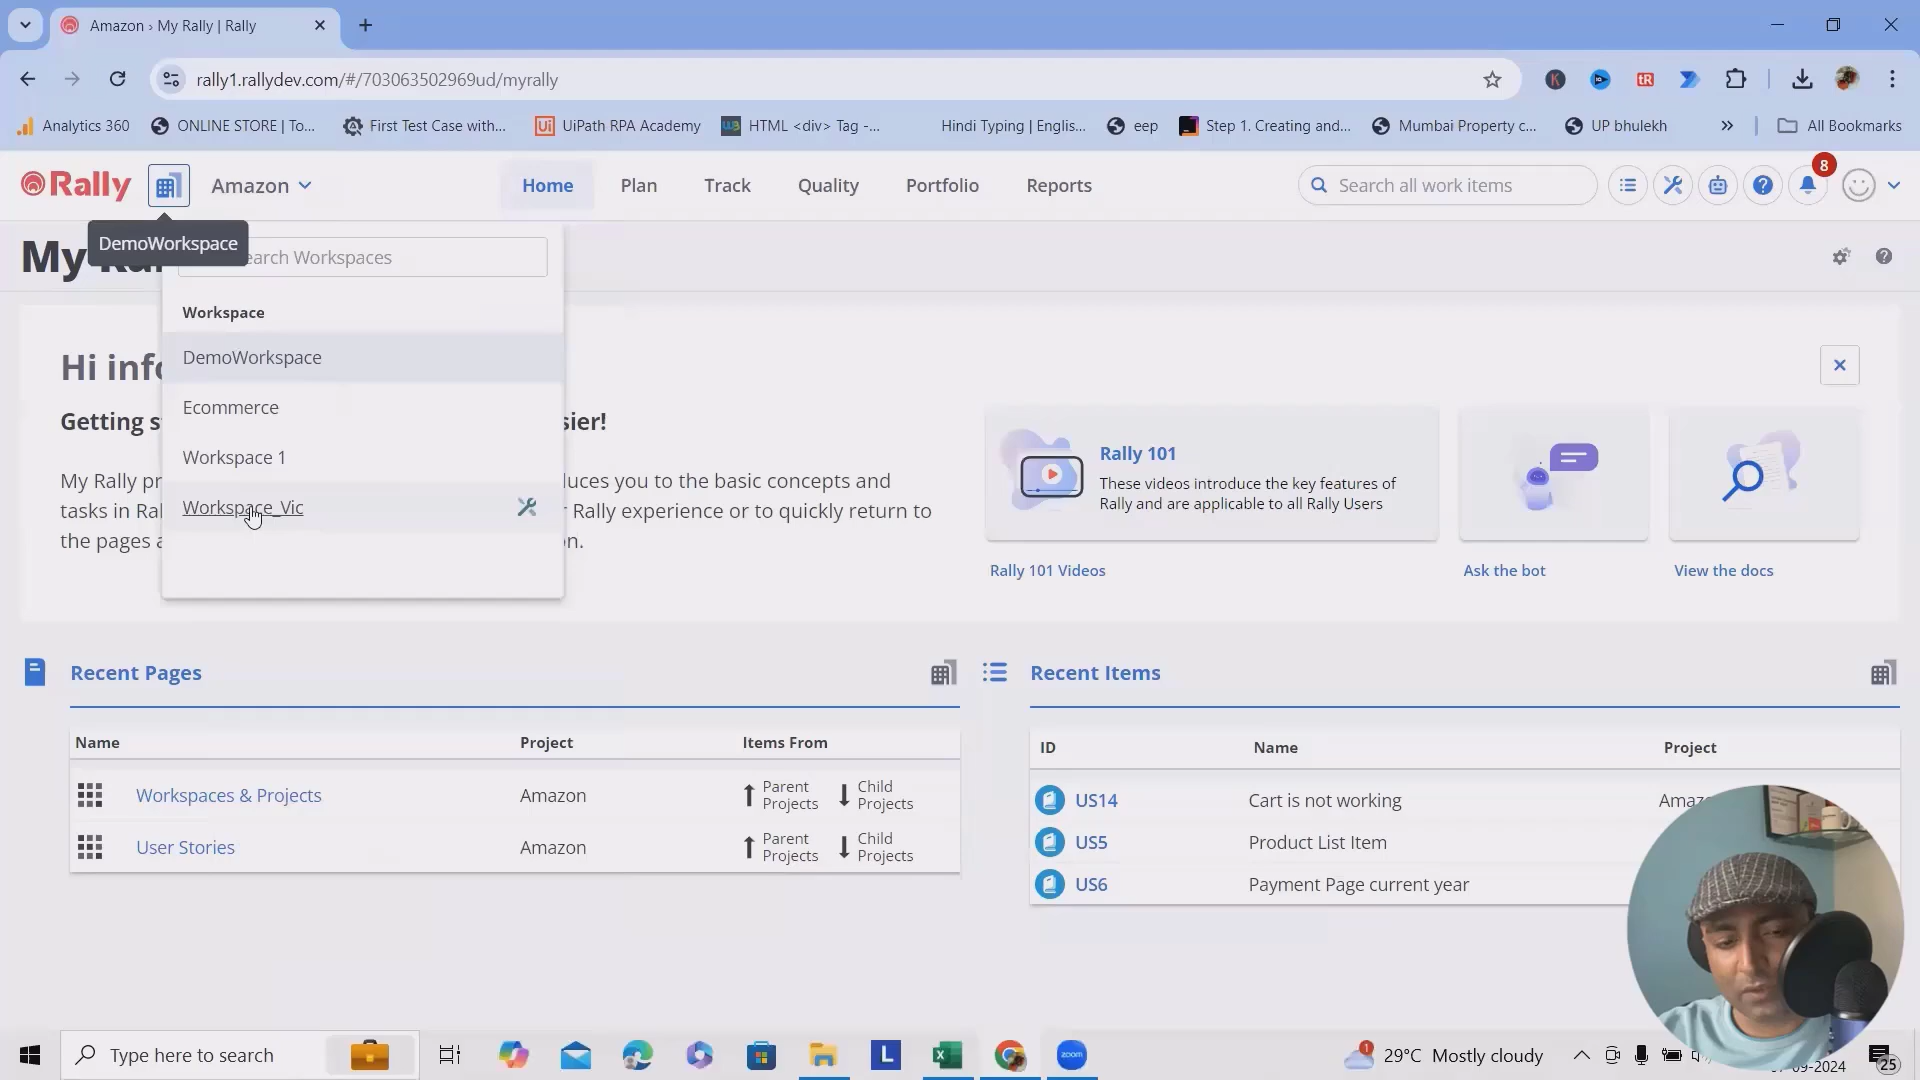 Amazon › My Rally | Rally
rally1.rallydev.com/#/703063502969ud/myrally
Analytics 360
ONLINE STORE | To...
First Test Case with...
UiPath RPA Academy
HTML <div> Tag -...
Hindi Typing | Englis...
eep
Step 1. Creating and...
Mumbai Property c...
UP bhulekh
All Bookmarks
Rally
Amazon
Home
Plan
Track
Quality
Portfolio
Reports
Search all work items
8
DemoWorkspace
My
earch Workspaces
Workspace
DemoWorkspace
Ecommerce
Workspace 1
Workspace_Vic
Hi info
Getting s
sier!
My Rally pr
luces you to the basic concepts and
tasks in Ral
Rally experience or to quickly return to
the pages a
n.
Rally 101
These videos introduce the key features of
Rally and are applicable to all Rally Users
Rally 101 Videos
Ask the bot
View the docs
Recent Pages
Name Project Items From
Workspaces & Projects Amazon Parent Projects Child Projects
User Stories Amazon Parent Projects Child Projects
Recent Items
ID Name Project
US14 Cart is not working Amaz
US5 Product List Item
US6 Payment Page current year
Type here to search
zoom
1
29°C Mostly cloudy
-09-2024
25